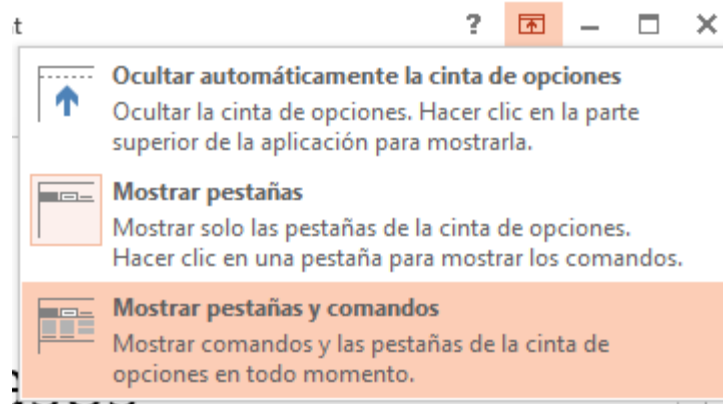 t
?
Ocultar automáticamente la cinta de opciones
Ocultar la cinta de opciones. Hacer clic en la parte
superior de la aplicación para mostrarla.
Mostrar pestañas
Mostrar solo las pestañas de la cinta de opciones.
Hacer clic en una pestaña para mostrar los comandos.
Mostrar pestañas y comandos
Mostrar comandos y las pestañas de la cinta de
opciones en todo momento.